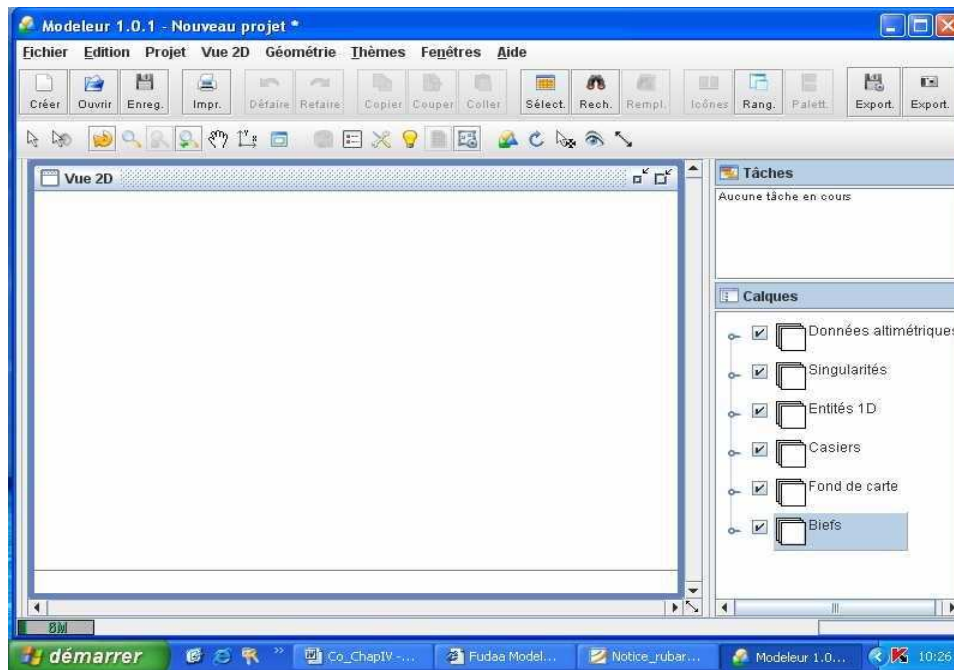 Modeleur 1.0.1 - Nouveau projet *
Fichier Edition Projet Vue 2D Géométrie Thèmes Fenêtres Aide
Créer Ouvrir Enreg. Impr. Défaire Refaire Copier Couper Coller Sélect. Rech. Rempl. Icônes Rang. Palett. Export. Export.
Vue 2D
Tâches
Aucune tâche en cours
Calques
Données altimétriques
Singularités
Entités 1D
Casiers
Fond de carte
Biefs
8M
démarrer Co_ChapIV -... Fudaa Model... Notice_rubar... Modeleur 1.0... 10:26